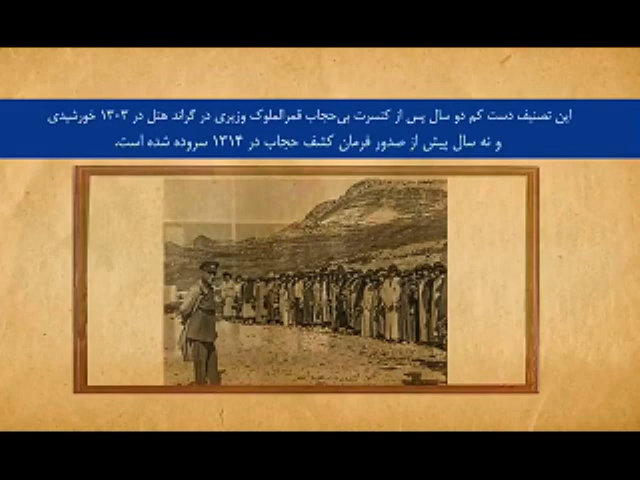 این تصنیف دست کم دو سال پس از کنسرت بی‌حجاب قمرالملوک وزیری در گراند هتل در ۱۳۰۳ خورشیدی
و نه سال پیش از صدور فرمان کشف حجاب در ۱۳۱۴ سروده شده است.